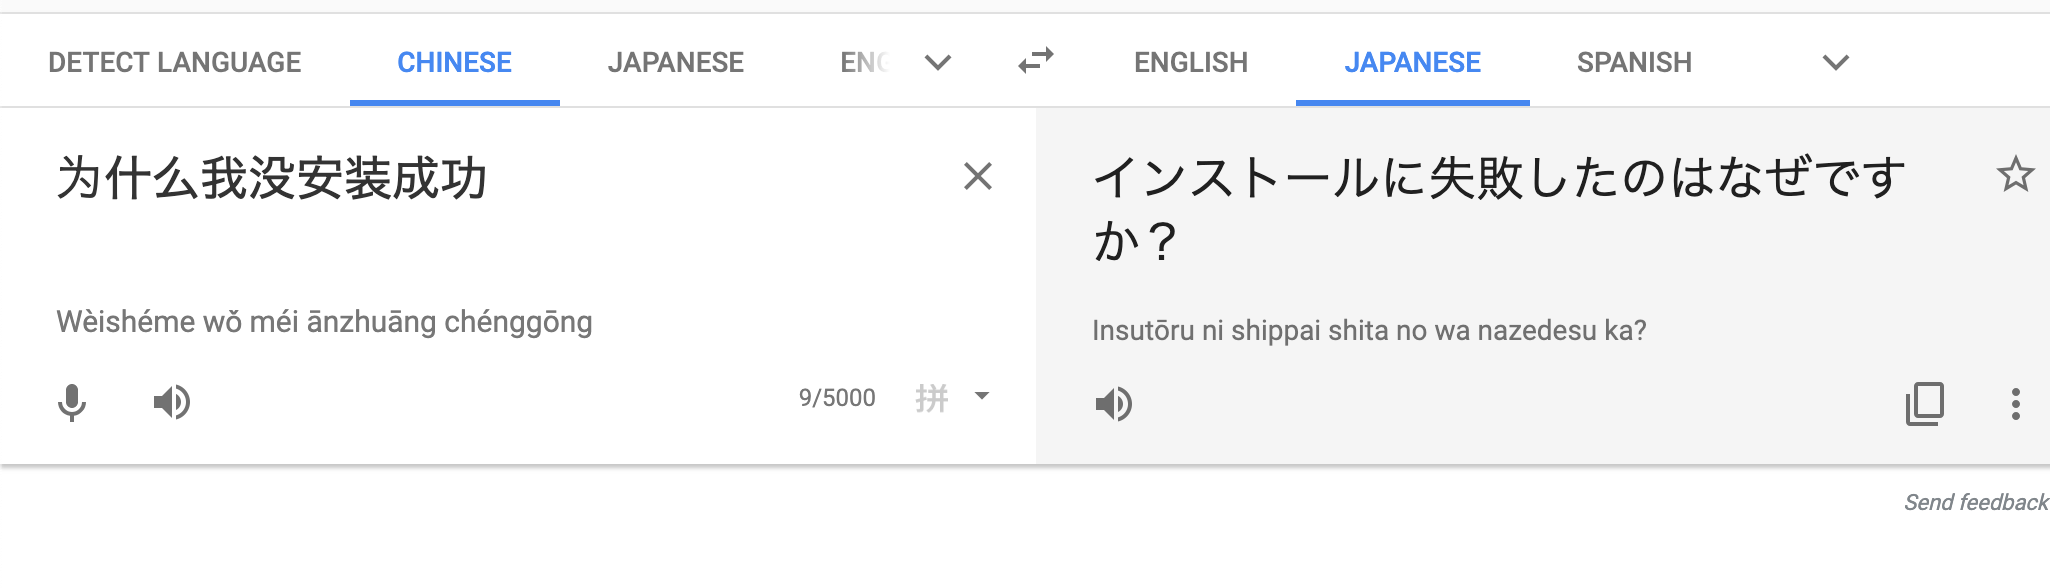 DETECT LANGUAGE CHINESE JAPANESE ENG ENGLISH JAPANESE SPANISH
为什么我没安装成功
Wèishéme wǒ méi ānzhuāng chénggōng
9/5000 拼
インストールに失敗したのはなぜです
か？
Insutōru ni shippai shita no wa nazedesu ka?
Send feedback